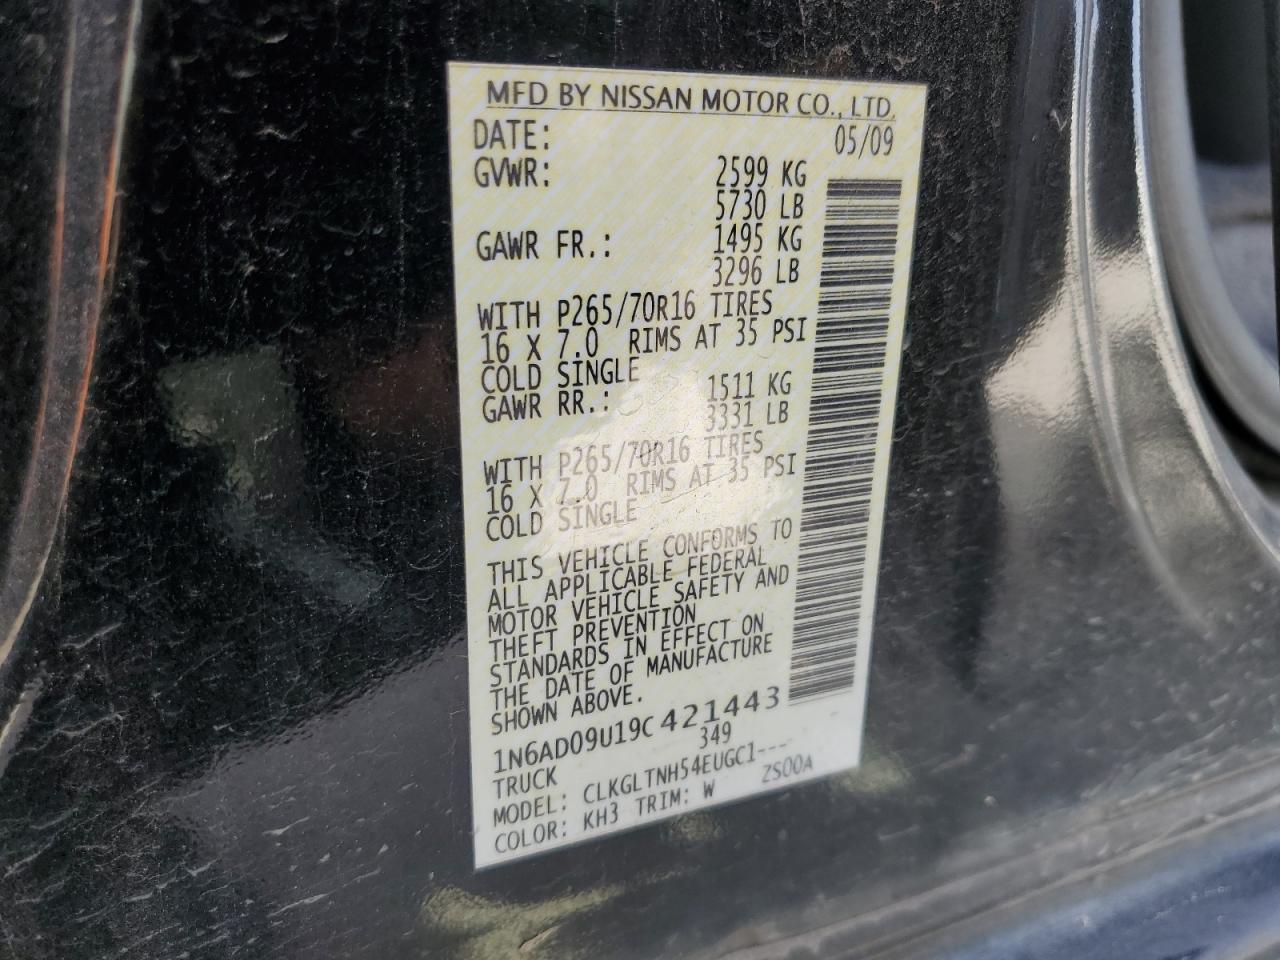 MFD BY NISSAN MOTOR CO., LTD.
DATE: 05/09
GVWR: 2599 KG
5730 LB
GAWR FR.: 1495 KG
3296 LB
WITH P265/70R16 TIRES
16 X 7.0 RIMS AT 35 PSI
COLD SINGLE
GAWR RR.: 1511 KG
3331 LB
WITH P265/70R16 TIRES
16 X 7.0 RIMS AT 35 PSI
COLD SINGLE
THIS VEHICLE CONFORMS TO
ALL APPLICABLE FEDERAL
MOTOR VEHICLE SAFETY AND
THEFT PREVENTION
STANDARDS IN EFFECT ON
THE DATE OF MANUFACTURE
SHOWN ABOVE.
1N6AD09U19C421443
TRUCK 349
MODEL: CLKGLTNH54EUGC1----
COLOR: KH3 TRIM: W ZS00A